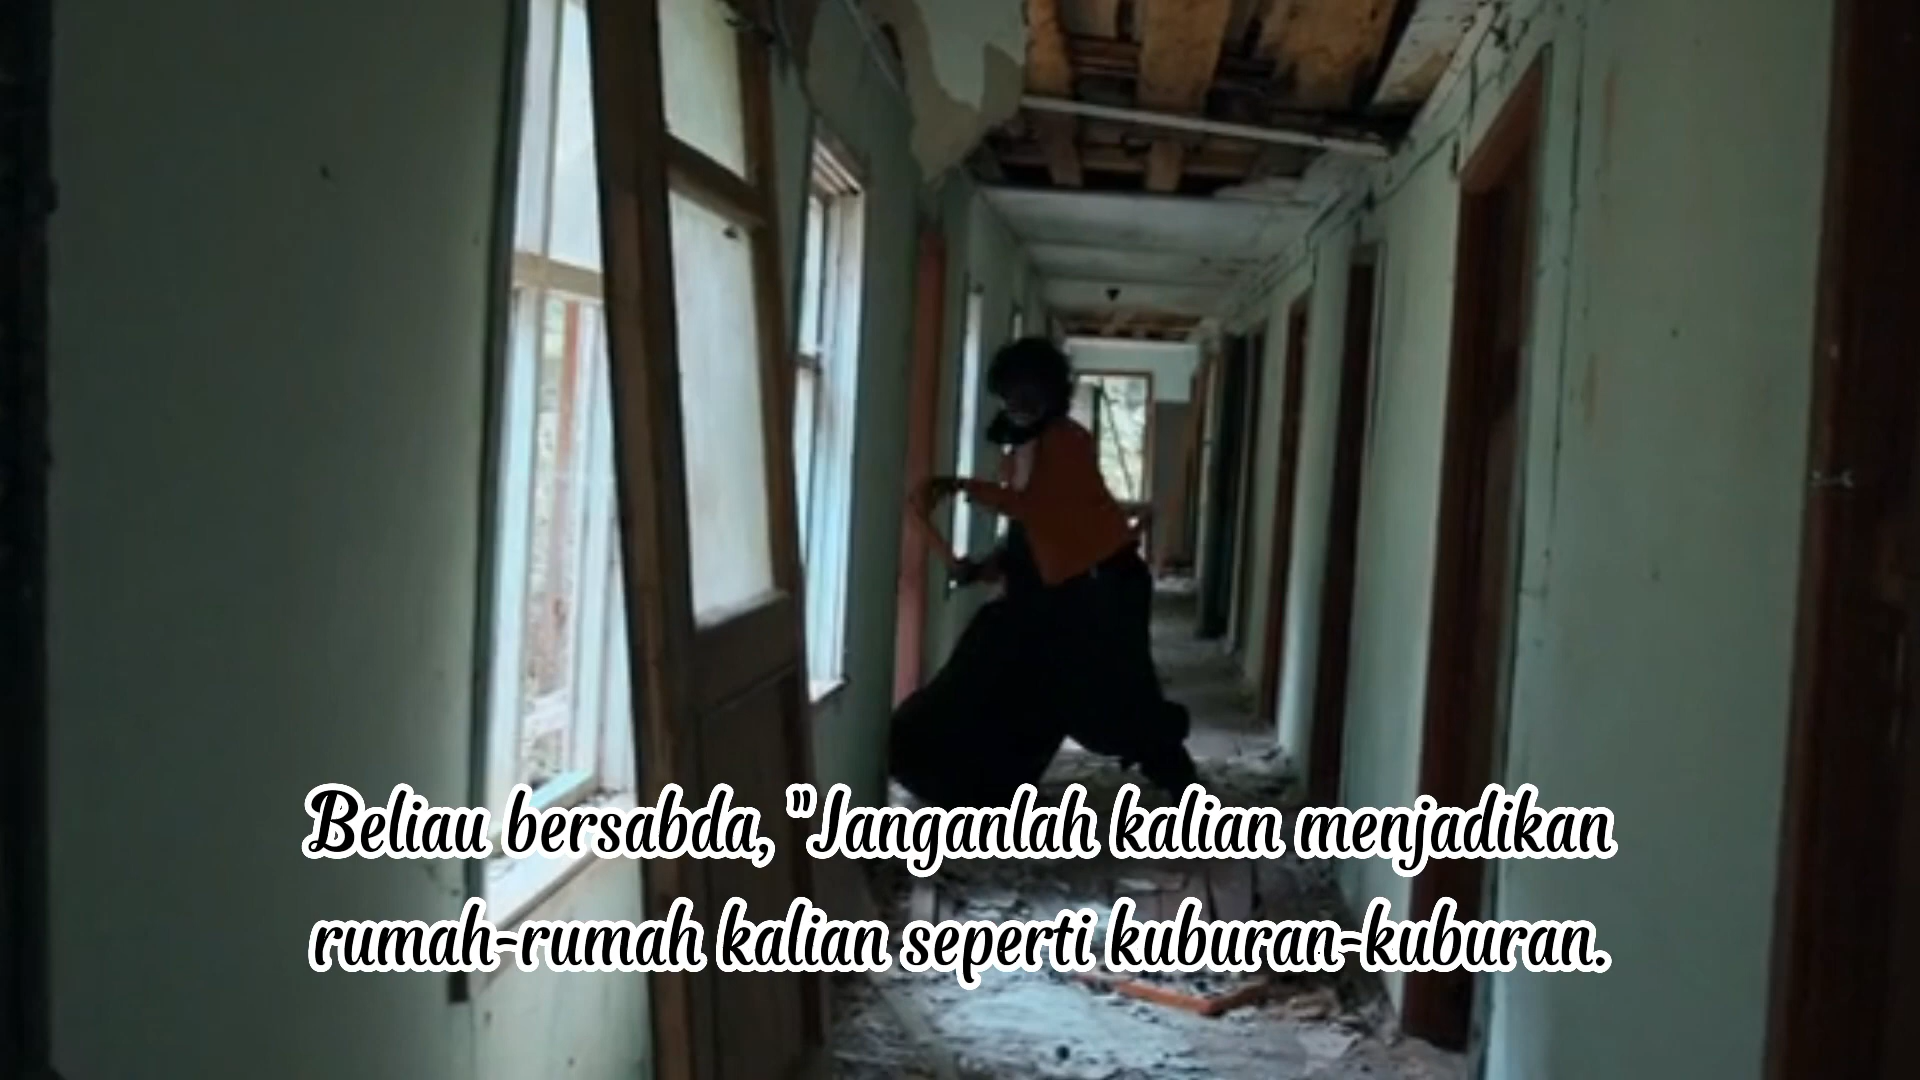 Beliau bersabda, "Janganlah kalian menjadikan
rumah-rumah kalian seperti kuburan-kuburan.